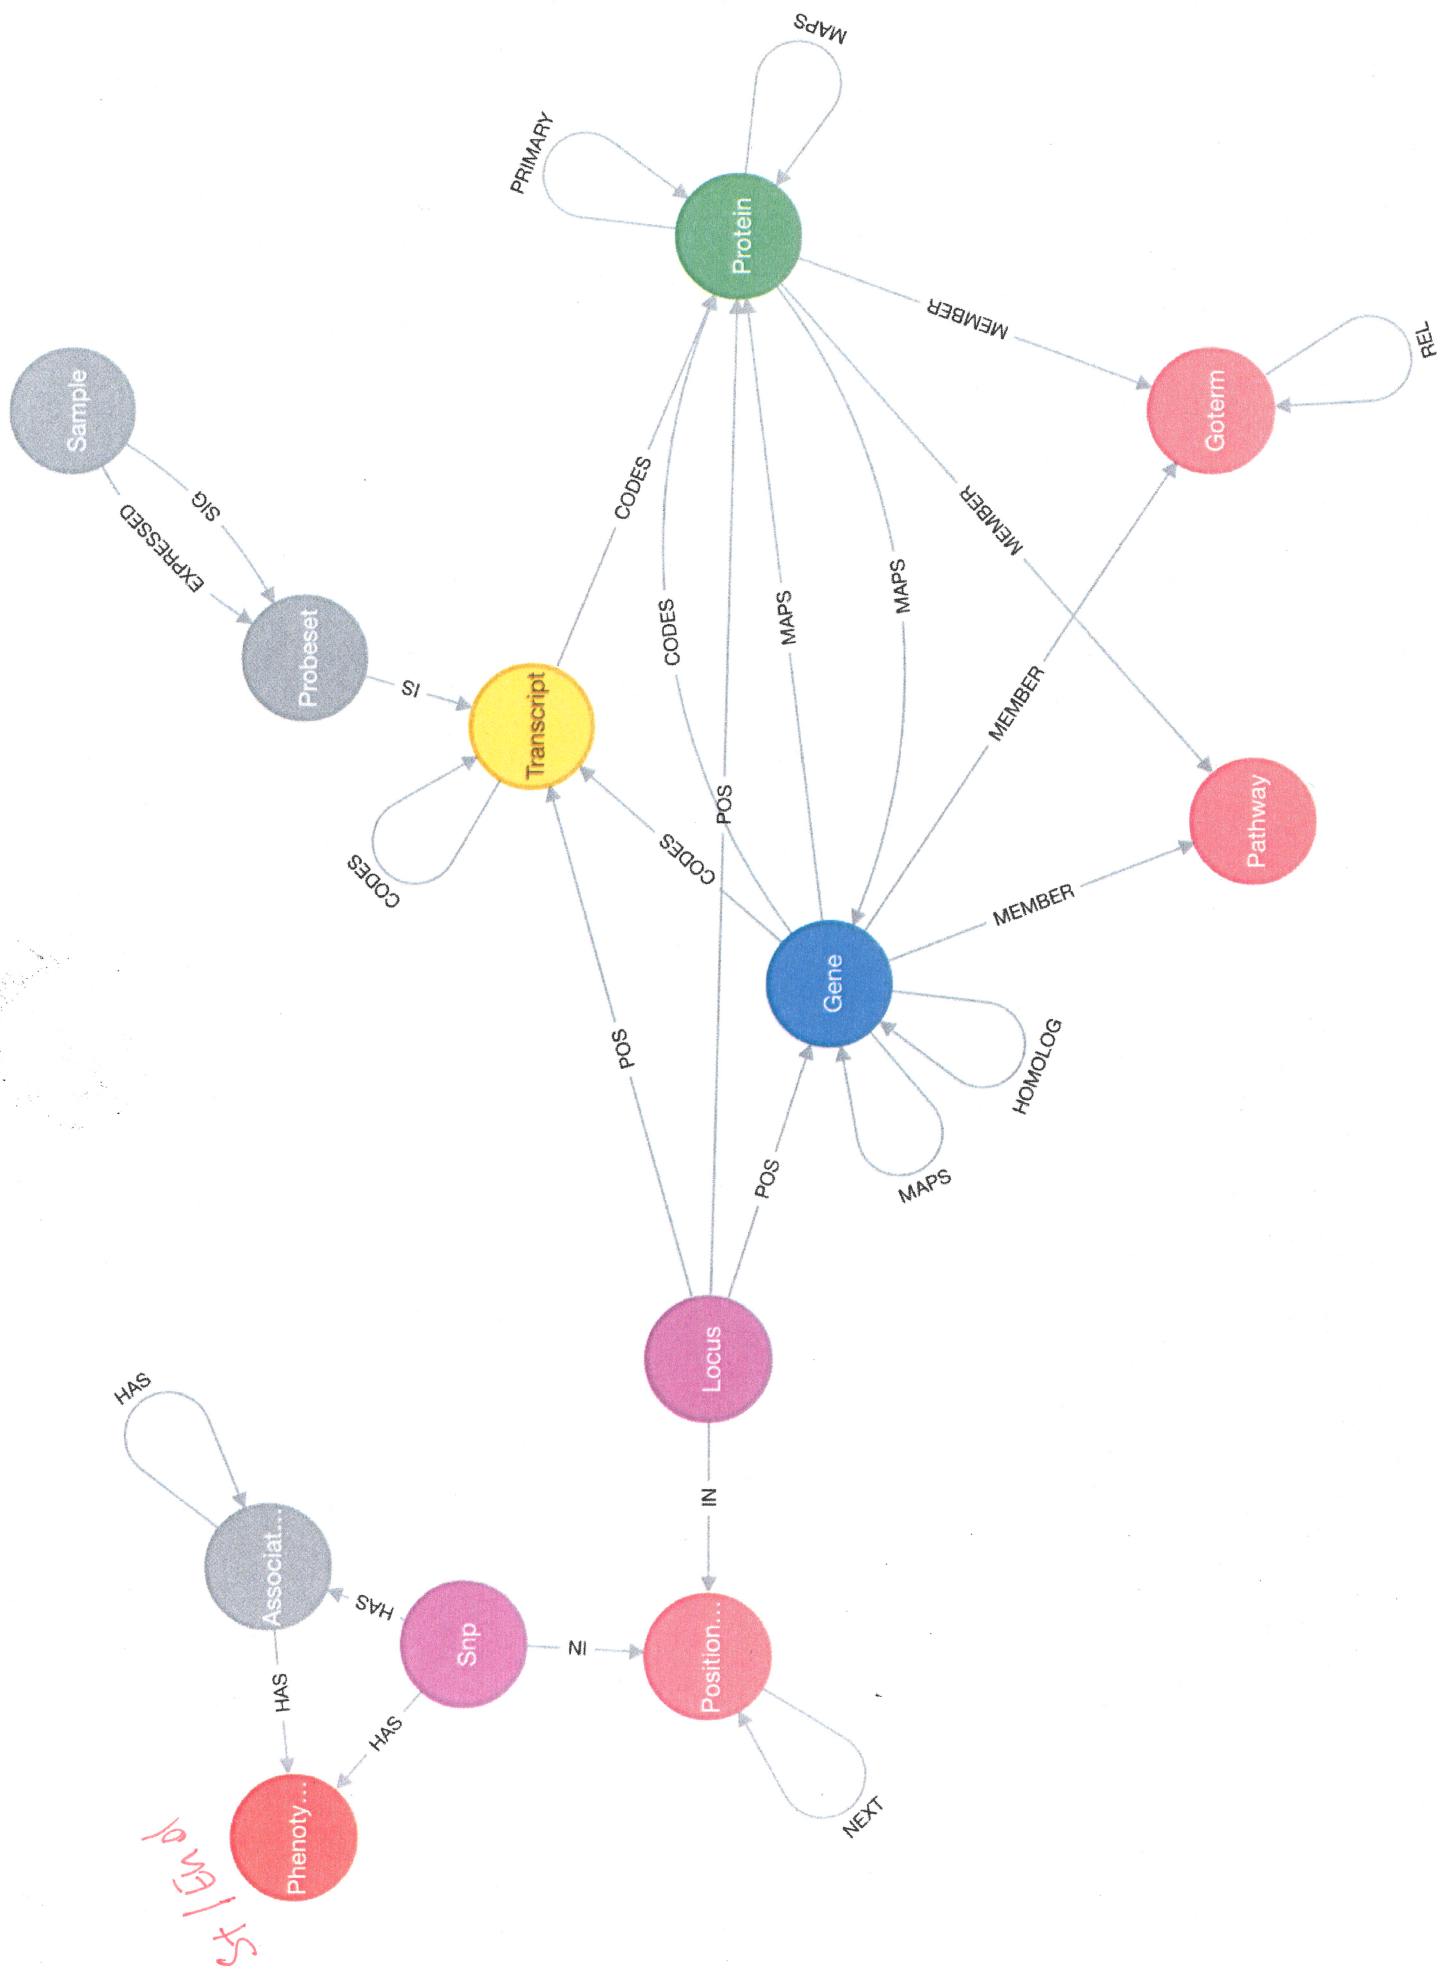 MAPS
PRIMARY
Protein
MEMBER
Sample
SIG
EXPRESSED
REL
Goterm
CODES
MEMBER
Probeset
IS
CODES
MAPS
MAPS
Transcript
MEMBER
POS
Pathway
CODES
CODES
MEMBER
Gene
POS
HOMOLOG
POS
MAPS
Locus
HAS
IN
Associat...
HAS
Snp
IN
Position...
HAS
HAS
NEXT
Phenoty...
St / End